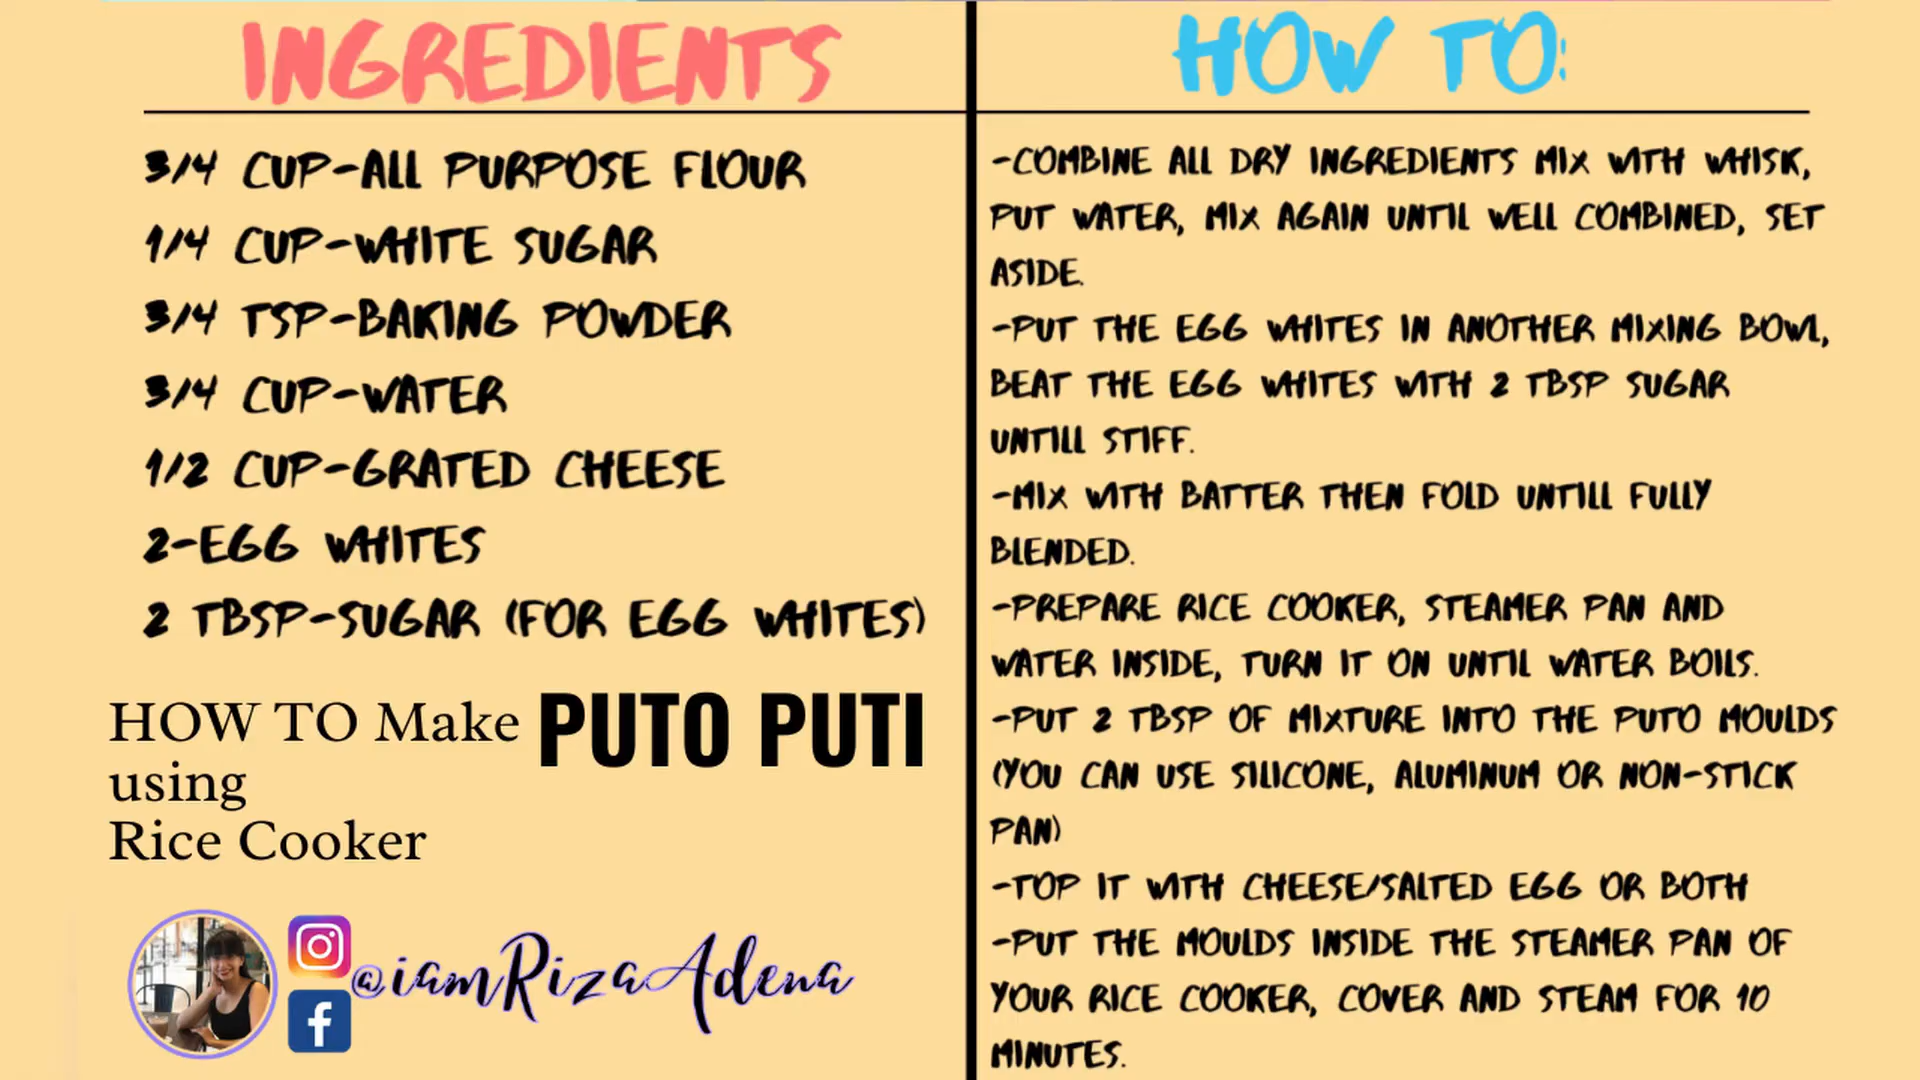 INGREDIENTS
3/4 CUP-ALL PURPOSE FLOUR
1/4 CUP-WHITE SUGAR
3/4 TSP-BAKING POWDER
3/4 CUP-WATER
1/2 CUP-GRATED CHEESE
2-EGG WHITES
2 TBSP-SUGAR (FOR EGG WHITES)
HOW TO Make PUTO PUTI
using
Rice Cooker
@iamRizaAdena
HOW TO:
-COMBINE ALL DRY INGREDIENTS MIX WITH WHISK,
PUT WATER, MIX AGAIN UNTIL WELL COMBINED, SET
ASIDE.
-PUT THE EGG WHITES IN ANOTHER MIXING BOWL,
BEAT THE EGG WHITES WITH 2 TBSP SUGAR
UNTILL STIFF.
-MIX WITH BATTER THEN FOLD UNTILL FULLY
BLENDED.
-PREPARE RICE COOKER, STEAMER PAN AND
WATER INSIDE, TURN IT ON UNTIL WATER BOILS.
-PUT 2 TBSP OF MIXTURE INTO THE PUTO MOULDS
(YOU CAN USE SILICONE, ALUMINUM OR NON-STICK
PAN)
-TOP IT WITH CHEESE/SALTED EGG OR BOTH
-PUT THE MOULDS INSIDE THE STEAMER PAN OF
YOUR RICE COOKER, COVER AND STEAM FOR 10
MINUTES.